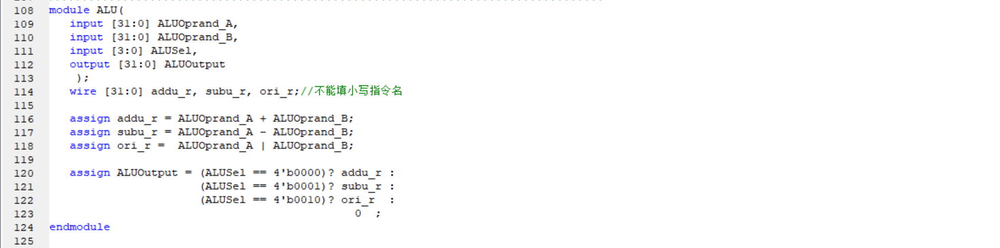 108 module ALU(
109 input [31:0] ALUOprand_A,
110 input [31:0] ALUOprand_B,
111 input [3:0] ALUSel,
112 output [31:0] ALUOutput
113 );
114 wire [31:0] addu_r, subu_r, ori_r;//不能填小写指令名
115
116 assign addu_r = ALUOprand_A + ALUOprand_B;
117 assign subu_r = ALUOprand_A - ALUOprand_B;
118 assign ori_r =  ALUOprand_A | ALUOprand_B;
119
120 assign ALUOutput = (ALUSel == 4'b0000)? addu_r :
121 (ALUSel == 4'b0001)? subu_r :
122 (ALUSel == 4'b0010)? ori_r  :
123 0  ;
124 endmodule
125